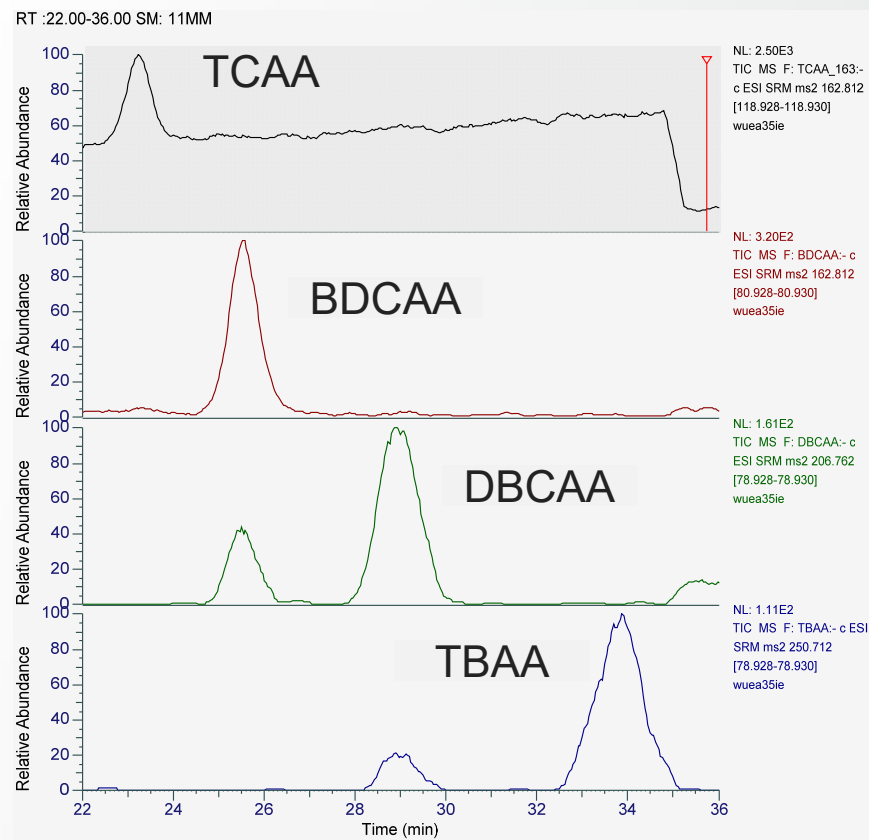 RT :22.00-36.00 SM: 11MM
Relative Abundance
100
80
60
40
20
0
TCAA
NL: 2.50E3
TIC MS F: TCAA_163:-
c ESI SRM ms2 162.812
[118.928-118.930]
wuea35ie
Relative Abundance
100
80
60
40
20
0
BDCAA
NL: 3.20E2
TIC MS F: BDCAA:- c
ESI SRM ms2 162.812
[80.928-80.930]
wuea35ie
Relative Abundance
100
80
60
40
20
0
DBCAA
NL: 1.61E2
TIC MS F: DBCAA:- c
ESI SRM ms2 206.762
[78.928-78.930]
wuea35ie
Relative Abundance
100
80
60
40
20
0
TBAA
NL: 1.11E2
TIC MS F: TBAA:- c ESI
SRM ms2 250.712
[78.928-78.930]
wuea35ie
22 24 26 28 30 32 34 36
Time (min)